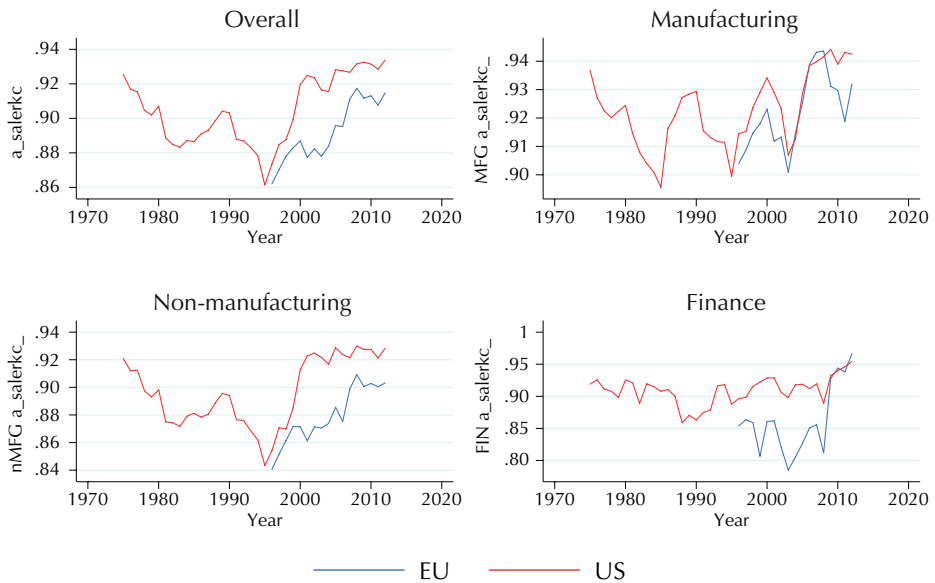 Overall
.94
.92
.90
.88
.86
a_salerkc
1970 1980 1990 2000 2010 2020
Year
Manufacturing
.94
.93
.92
.91
.90
MFG a_salerkc_
1970 1980 1990 2000 2010 2020
Year
Non-manufacturing
.94
.92
.90
.88
.86
.84
nMFG a_salerkc_
1970 1980 1990 2000 2010 2020
Year
Finance
1
.95
.90
.85
.80
FIN a_salerkc_
1970 1980 1990 2000 2010 2020
Year
EU US